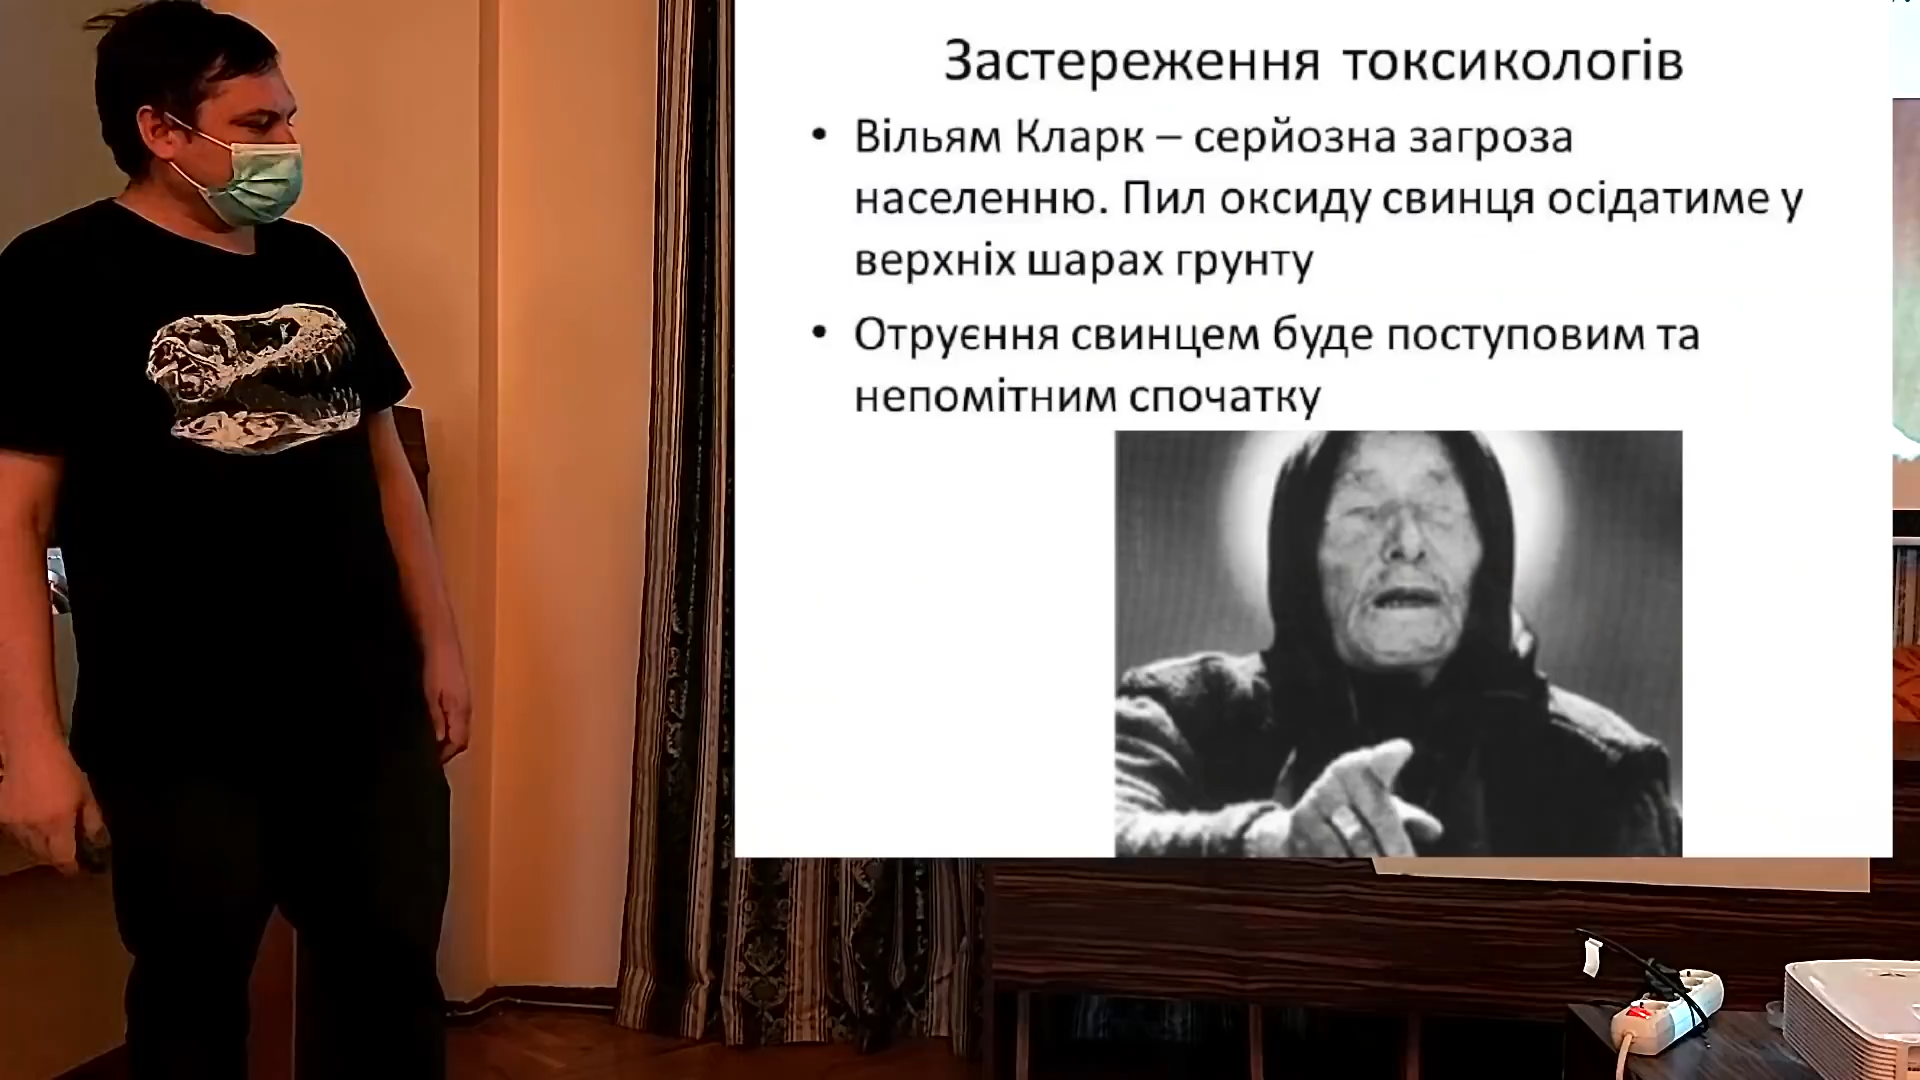 Застереження токсикологів
• Вільям Кларк – серйозна загроза
населенню. Пил оксиду свинця осідатиме у
верхніх шарах грунту
• Отруєння свинцем буде поступовим та
непомітним спочатку